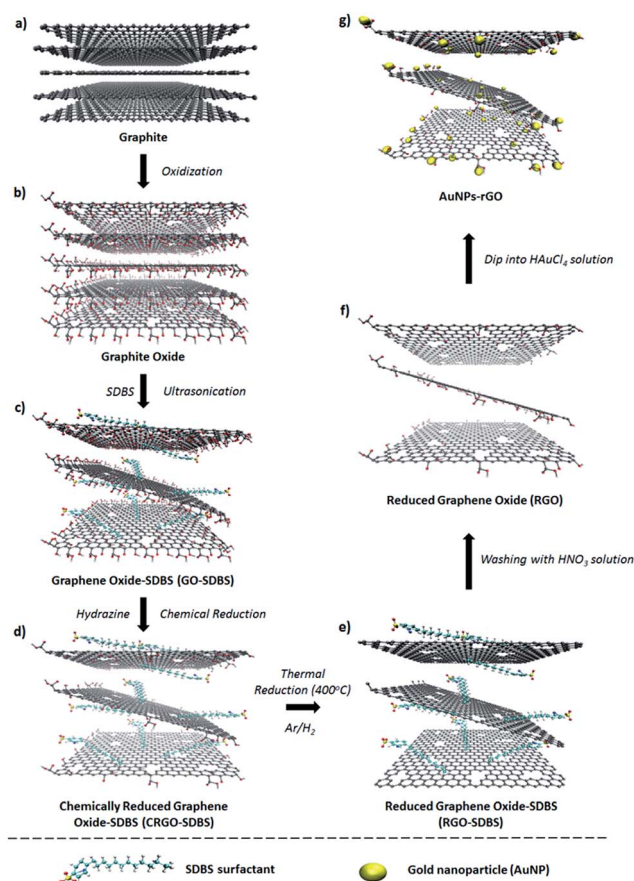 a)
Graphite
Oxidization
b)
Graphite Oxide
SDBS Ultrasonication
c)
Graphene Oxide-SDBS (GO-SDBS)
Hydrazine Chemical Reduction
d)
Chemically Reduced Graphene
Oxide-SDBS (CRGO-SDBS)
Thermal
Reduction (400°C)
Ar/H₂
e)
Reduced Graphene Oxide-SDBS
(RGO-SDBS)
Washing with HNO₃ solution
f)
Reduced Graphene Oxide (RGO)
Dip into HAuCl₄ solution
g)
AuNPs-rGO
SDBS surfactant
Gold nanoparticle (AuNP)